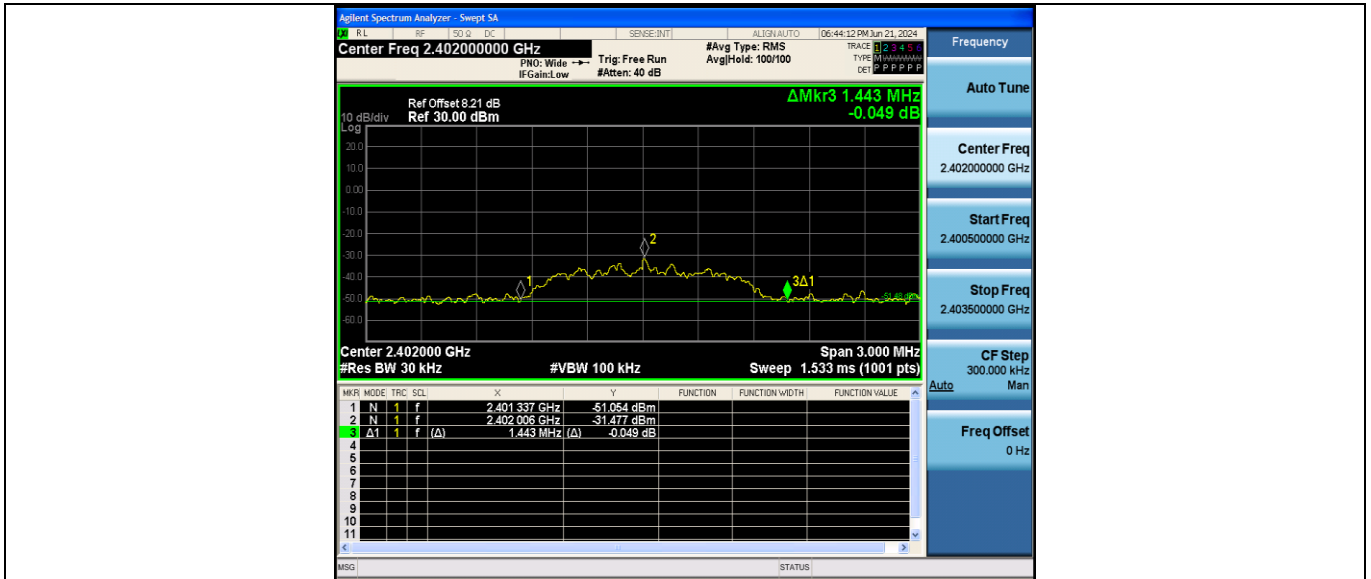 Agilent Spectrum Analyzer - Swept SA
LXI RL RF 50 Ω DC SENSE:INT ALIGN AUTO 06:44:12 PM Jun 21, 2024
Center Freq 2.402000000 GHz
PNO: Wide
IFGain:Low
Trig: Free Run
#Atten: 40 dB
#Avg Type: RMS
Avg|Hold: 100/100
TRACE 1 2 3 4 5 6
TYPE M WWWWW
DET P P P P P P
Frequency
ΔMkr3 1.443 MHz
-0.049 dB
Ref Offset 8.21 dB
10 dB/div Ref 30.00 dBm
Log
20.0
10.0
0.00
-10.0
-20.0
-30.0
-40.0
-50.0
-60.0
1
2
3Δ1
Center 2.402000 GHz Span 3.000 MHz
#Res BW 30 kHz #VBW 100 kHz Sweep 1.533 ms (1001 pts)
MKR MODE TRC SCL X Y FUNCTION FUNCTION WIDTH FUNCTION VALUE
1 N 1 f 2.401 337 GHz -51.054 dBm
2 N 1 f 2.402 006 GHz -31.477 dBm
3 Δ1 1 f (Δ) 1.443 MHz (Δ) -0.049 dB
4
5
6
7
8
9
10
11
MSG STATUS
Auto Tune
Center Freq
2.402000000 GHz
Start Freq
2.400500000 GHz
Stop Freq
2.403500000 GHz
CF Step
300.000 kHz
Auto Man
Freq Offset
0 Hz